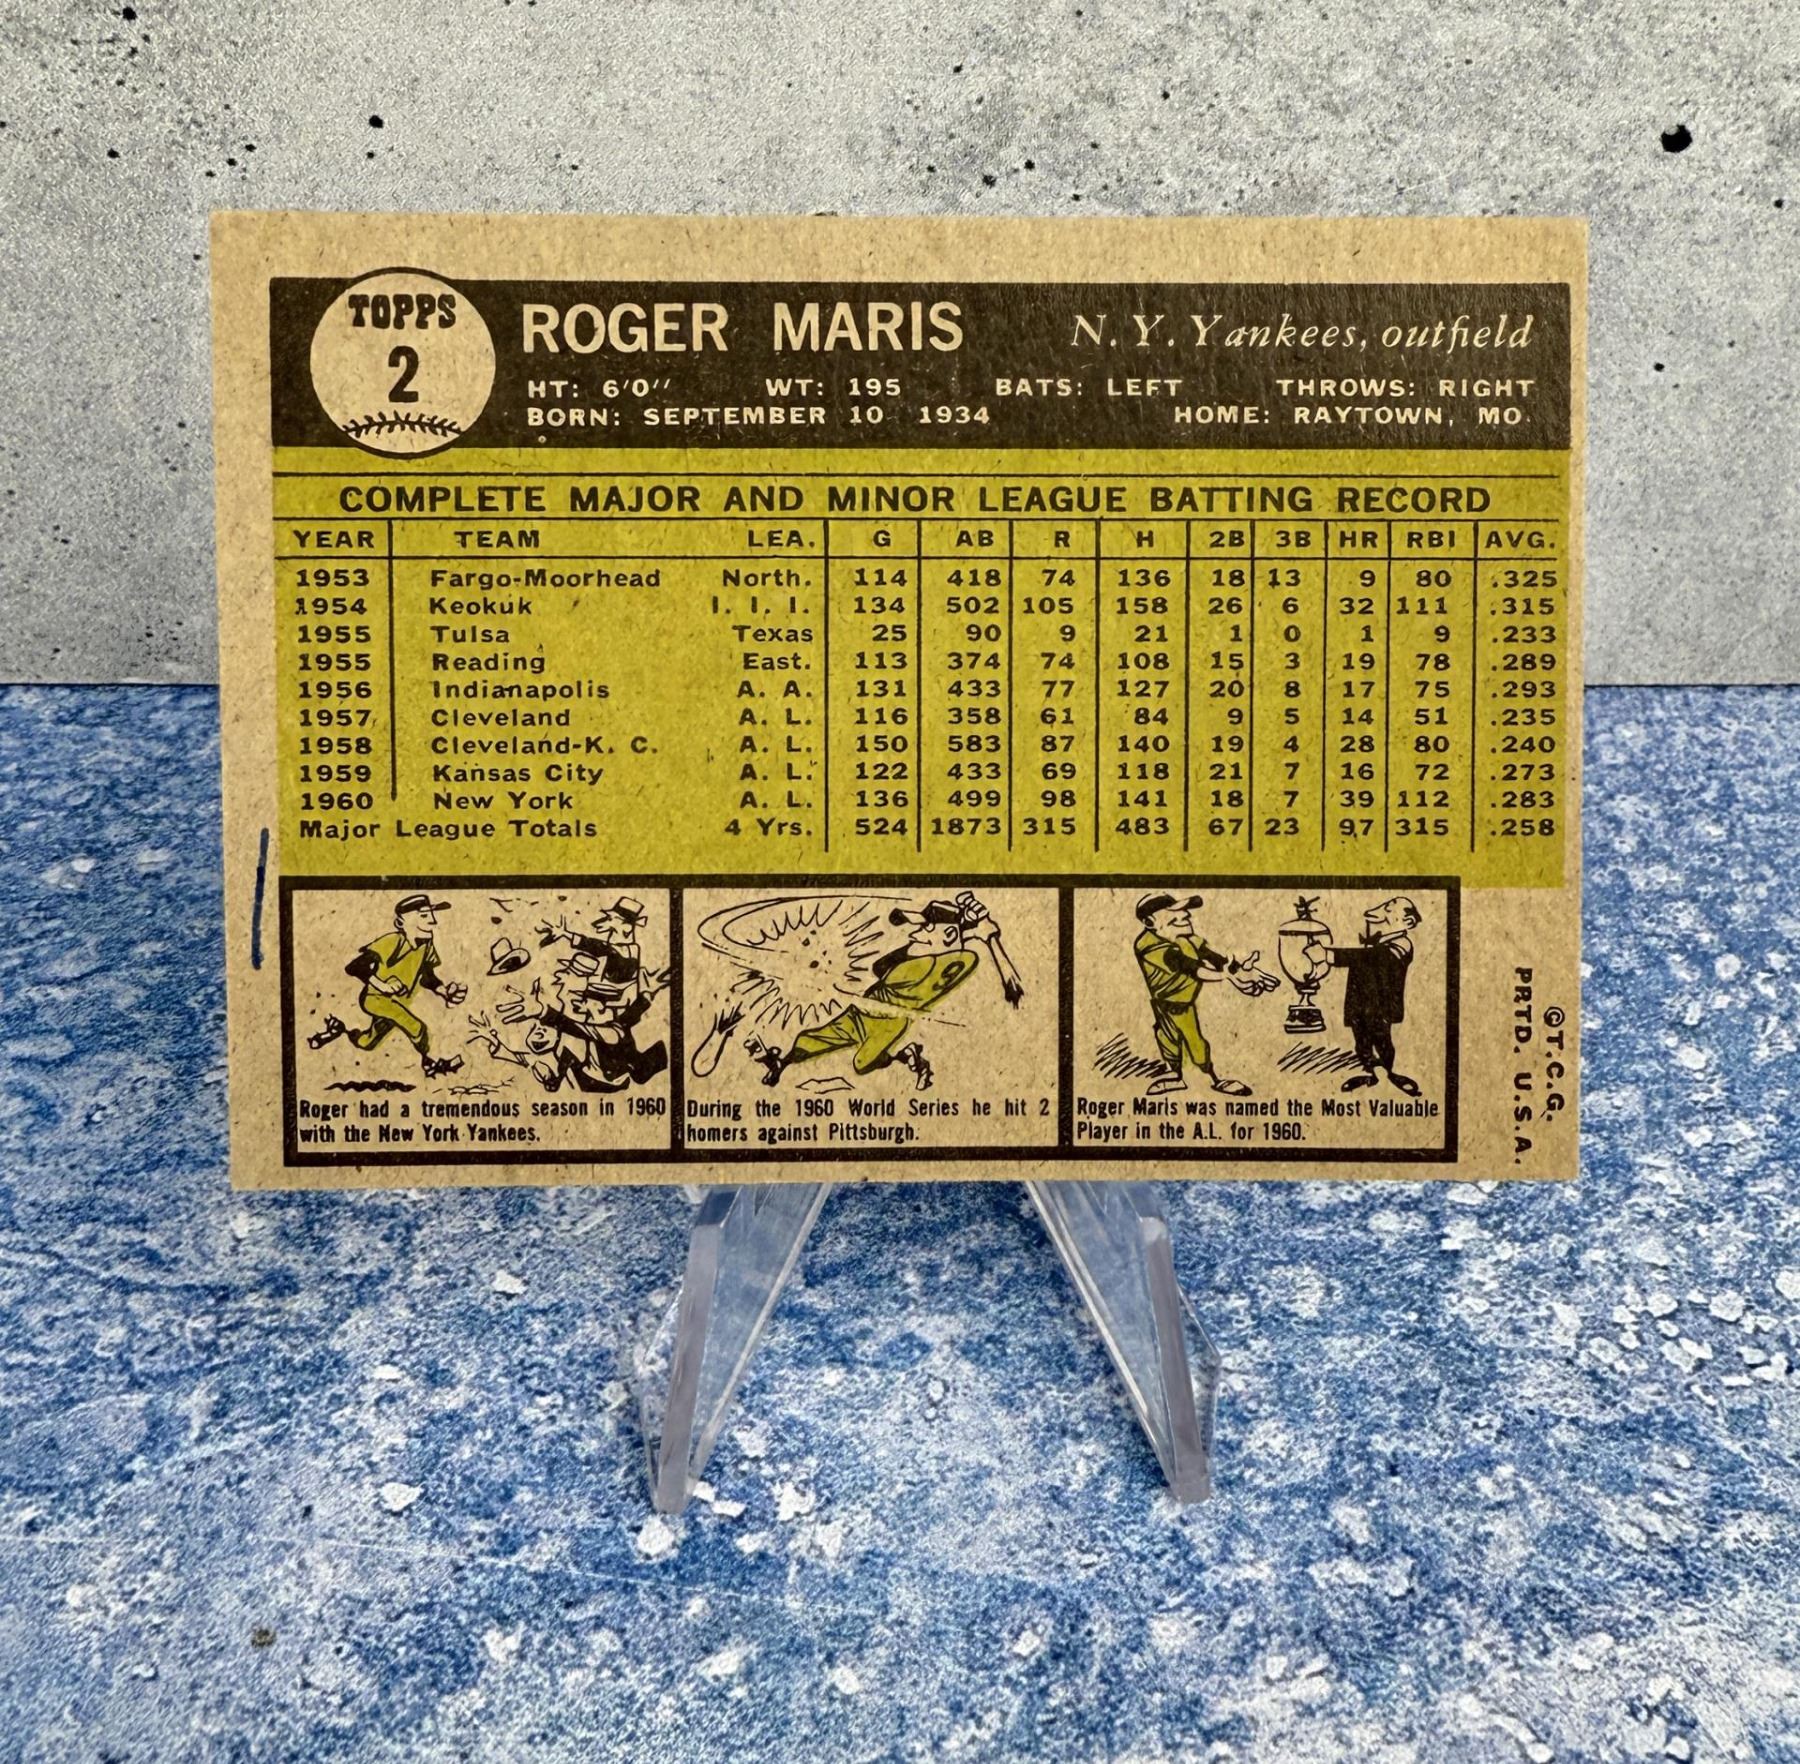 TOPPS
2
ROGER MARIS N. Y. Yankees, outfield
HT: 6'0'' WT: 195 BATS: LEFT THROWS: RIGHT
BORN: SEPTEMBER 10 1934 HOME: RAYTOWN, MO.
COMPLETE MAJOR AND MINOR LEAGUE BATTING RECORD
YEAR TEAM LEA. G AB R H 2B 3B HR RBI AVG.
1953 Fargo-Moorhead North. 114 418 74 136 18 13 9 80 .325
1954 Keokuk I. I. I. 134 502 105 158 26 6 32 111 .315
1955 Tulsa Texas 25 90 9 21 1 0 1 9 .233
1955 Reading East. 113 374 74 108 15 3 19 78 .289
1956 Indianapolis A. A. 131 433 77 127 20 8 17 75 .293
1957 Cleveland A. L. 116 358 61 84 9 5 14 51 .235
1958 Cleveland-K. C. A. L. 150 583 87 140 19 4 28 80 .240
1959 Kansas City A. L. 122 433 69 118 21 7 16 72 .273
1960 New York A. L. 136 499 98 141 18 7 39 112 .283
Major League Totals 4 Yrs. 524 1873 315 483 67 23 97 315 .258
9
Roger had a tremendous season in 1960
with the New York Yankees.
During the 1960 World Series he hit 2
homers against Pittsburgh.
Roger Maris was named the Most Valuable
Player in the A.L. for 1960.
©T.C.G.
PRTD. U.S.A.